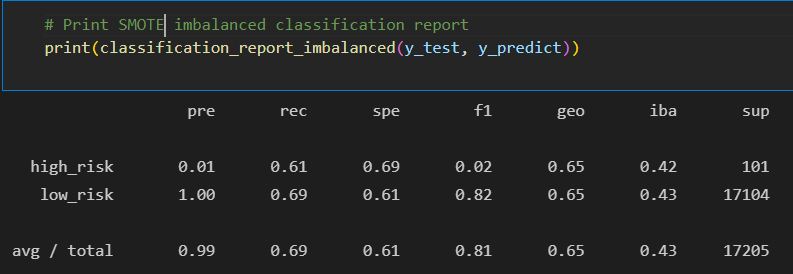 # Print SMOTE imbalanced classification report
print(classification_report_imbalanced(y_test, y_predict))
pre rec spe f1 geo iba sup
high_risk 0.01 0.61 0.69 0.02 0.65 0.42 101
low_risk 1.00 0.69 0.61 0.82 0.65 0.43 17104
avg / total 0.99 0.69 0.61 0.81 0.65 0.43 17205